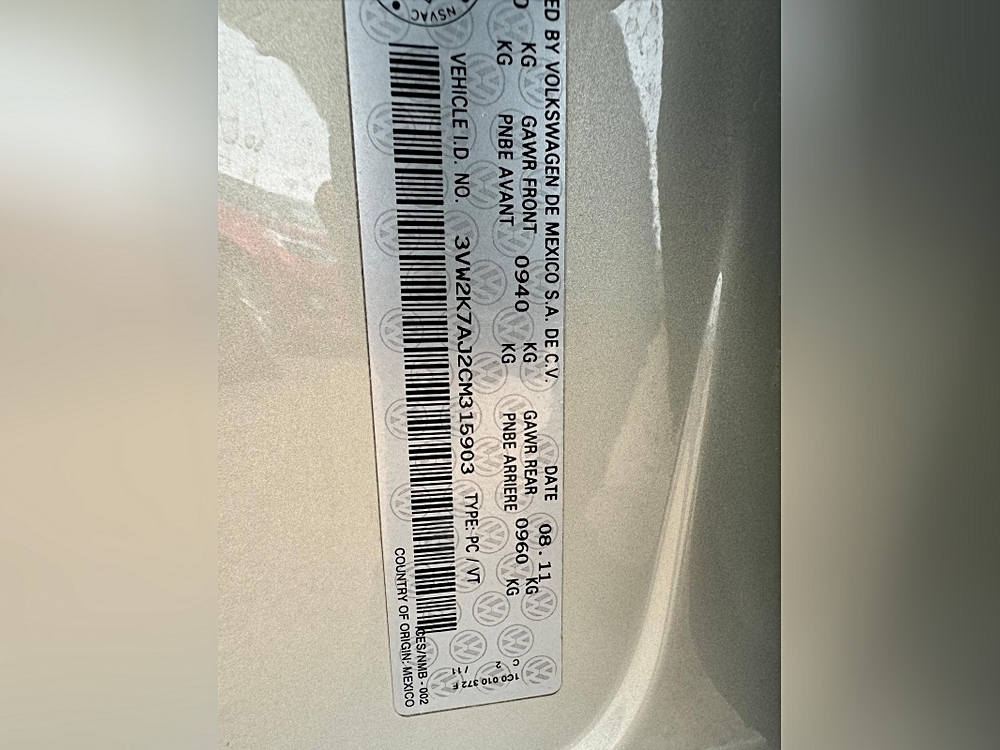 ED BY VOLKSWAGEN DE MEXICO S.A. DE C.V. DATE 08.11
KG GAWR FRONT 0940 KG GAWR REAR 0960 KG
KG PNBE AVANT KG PNBE ARRIERE KG
VEHICLE I.D. NO. 3VW2K7AJ2CM315903 TYPE: PC /VT
NSVAC
CES/NMB - 002
COUNTRY OF ORIGIN: MEXICO
1C0 010 372 E
C 2 /11